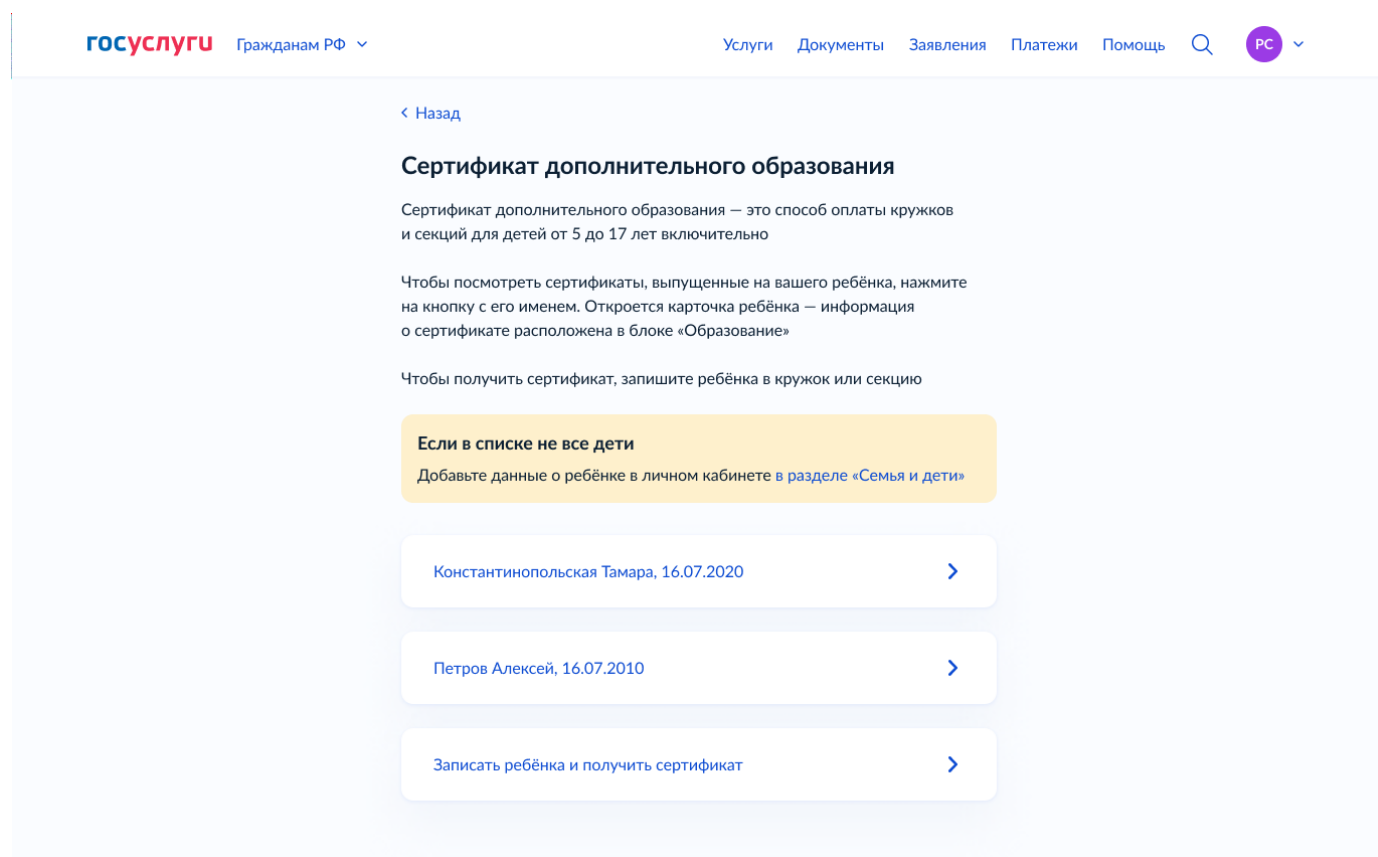 госуслуги Гражданам РФ Услуги Документы Заявления Платежи Помощь РС
Назад
Сертификат дополнительного образования
Сертификат дополнительного образования — это способ оплаты кружков
и секций для детей от 5 до 17 лет включительно
Чтобы посмотреть сертификаты, выпущенные на вашего ребёнка, нажмите
на кнопку с его именем. Откроется карточка ребёнка — информация
о сертификате расположена в блоке «Образование»
Чтобы получить сертификат, запишите ребёнка в кружок или секцию
Если в списке не все дети
Добавьте данные о ребёнке в личном кабинете в разделе «Семья и дети»
Константинопольская Тамара, 16.07.2020
Петров Алексей, 16.07.2010
Записать ребёнка и получить сертификат